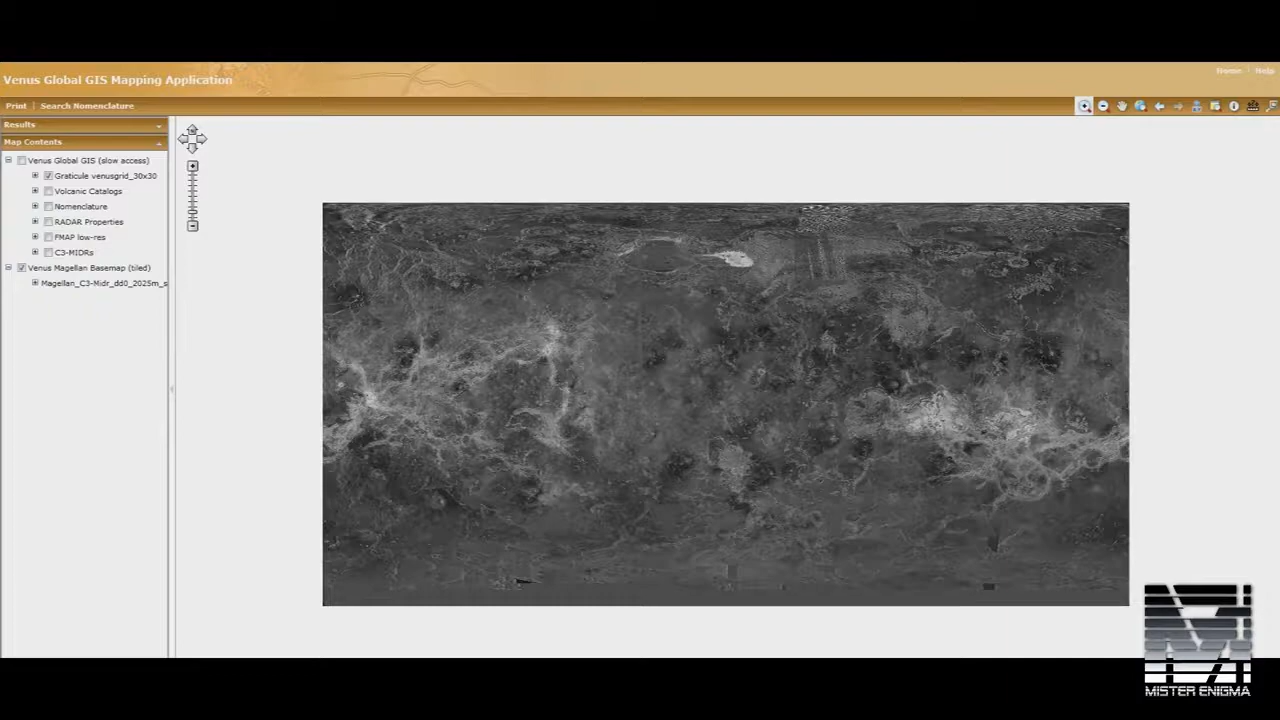 Venus Global GIS Mapping Application
Home | Help
Print | Search Nomenclature
Results
Map Contents
Venus Global GIS (slow access)
Graticule venusgrid_30x30
Volcanic Catalogs
Nomenclature
RADAR Properties
FMAP low-res
C3-MIDRs
Venus Magellan Basemap (tiled)
Magellan_C3-Midr_dd0_2025m_s
MISTER ENIGMA